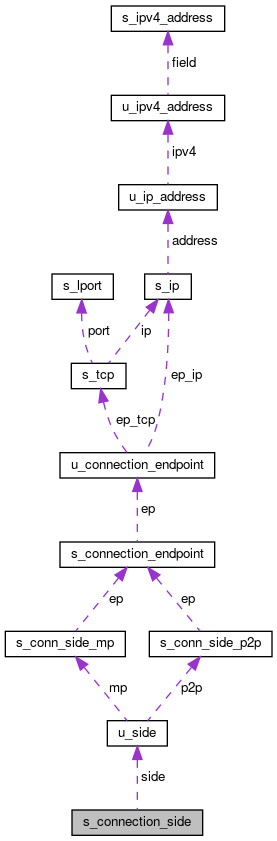 s_ipv4_address
field
u_ipv4_address
ipv4
u_ip_address
address
s_lport
s_ip
port
ip
s_tcp
ep_ip
ep_tcp
u_connection_endpoint
ep
s_connection_endpoint
ep
ep
s_conn_side_mp
s_conn_side_p2p
mp
p2p
u_side
side
s_connection_side